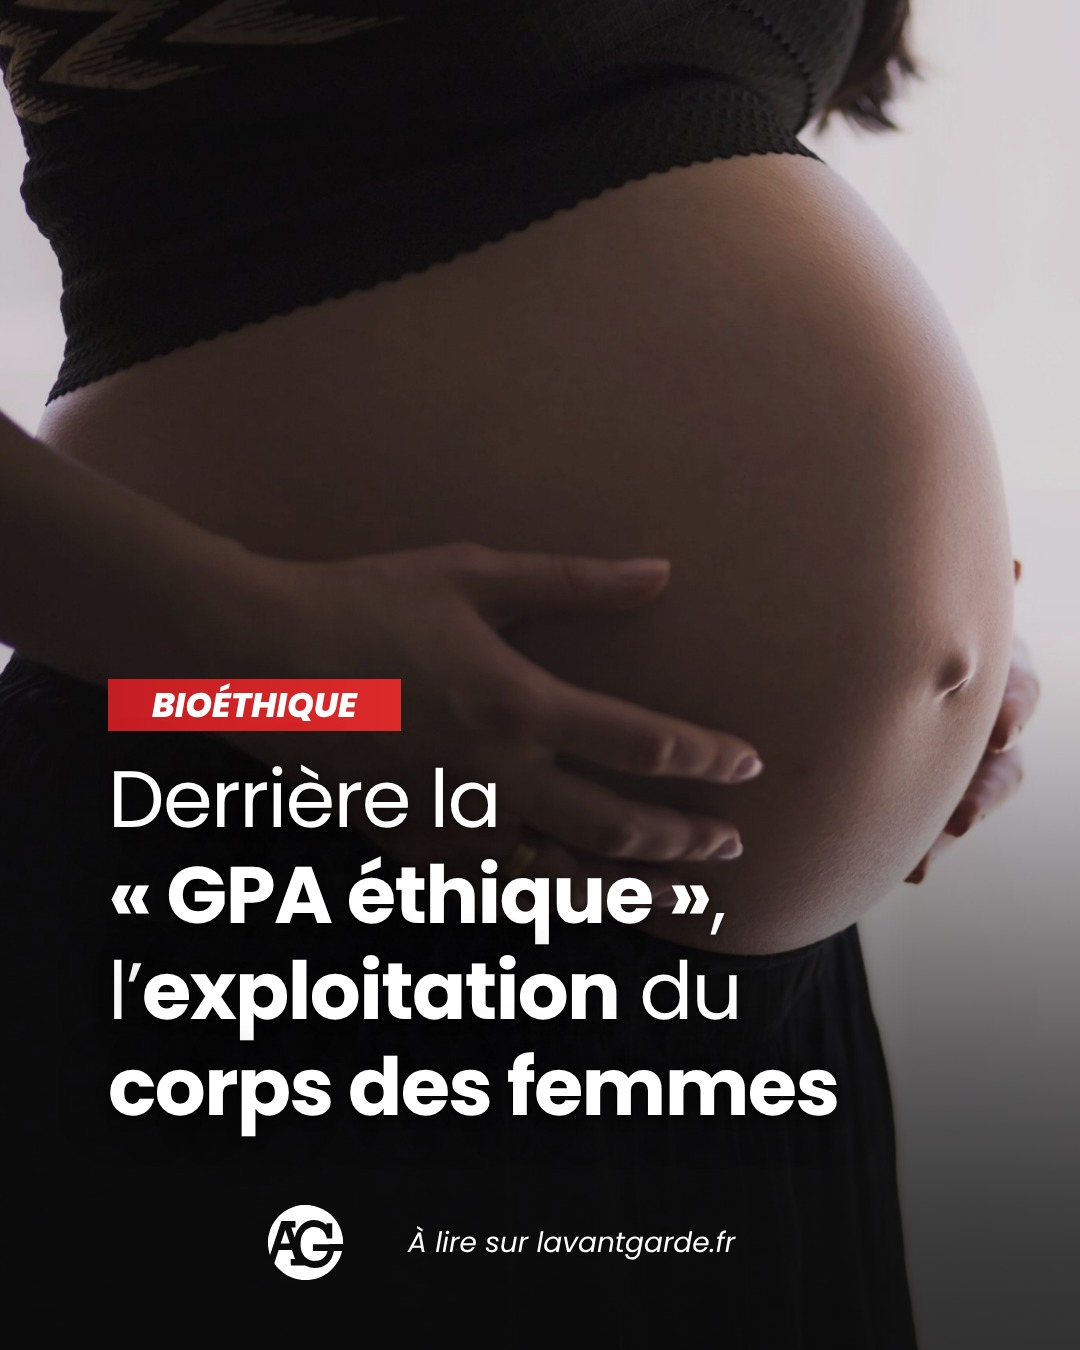 BIOÉTHIQUE
Derrière la
« GPA éthique »,
l’exploitation du
corps des femmes
AG
À lire sur lavantgarde.fr